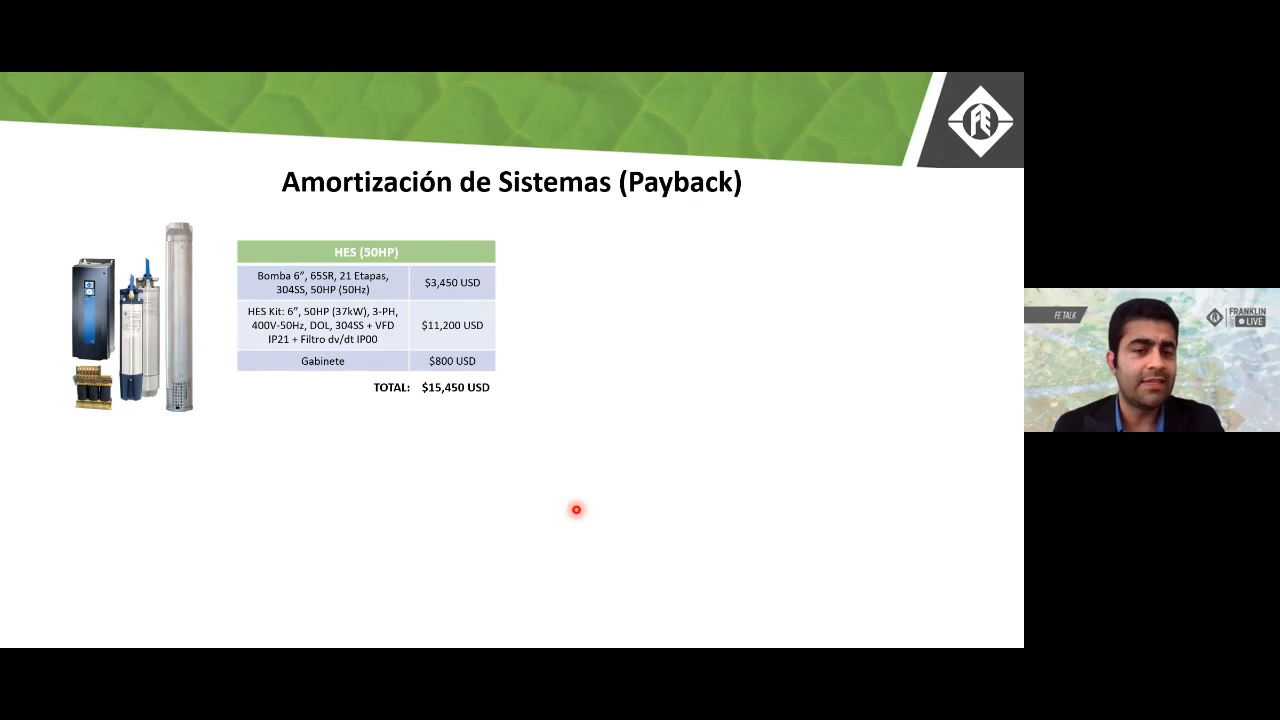 FE
Amortización de Sistemas (Payback)
HES (50HP)
Bomba 6”, 65SR, 21 Etapas,
304SS, 50HP (50Hz)
$3,450 USD
HES Kit: 6”, 50HP (37kW), 3-PH,
400V-50Hz, DOL, 304SS + VFD
IP21 + Filtro dv/dt IP00
$11,200 USD
Gabinete
$800 USD
TOTAL: $15,450 USD
FE TALK
FRANKLIN
LIVE